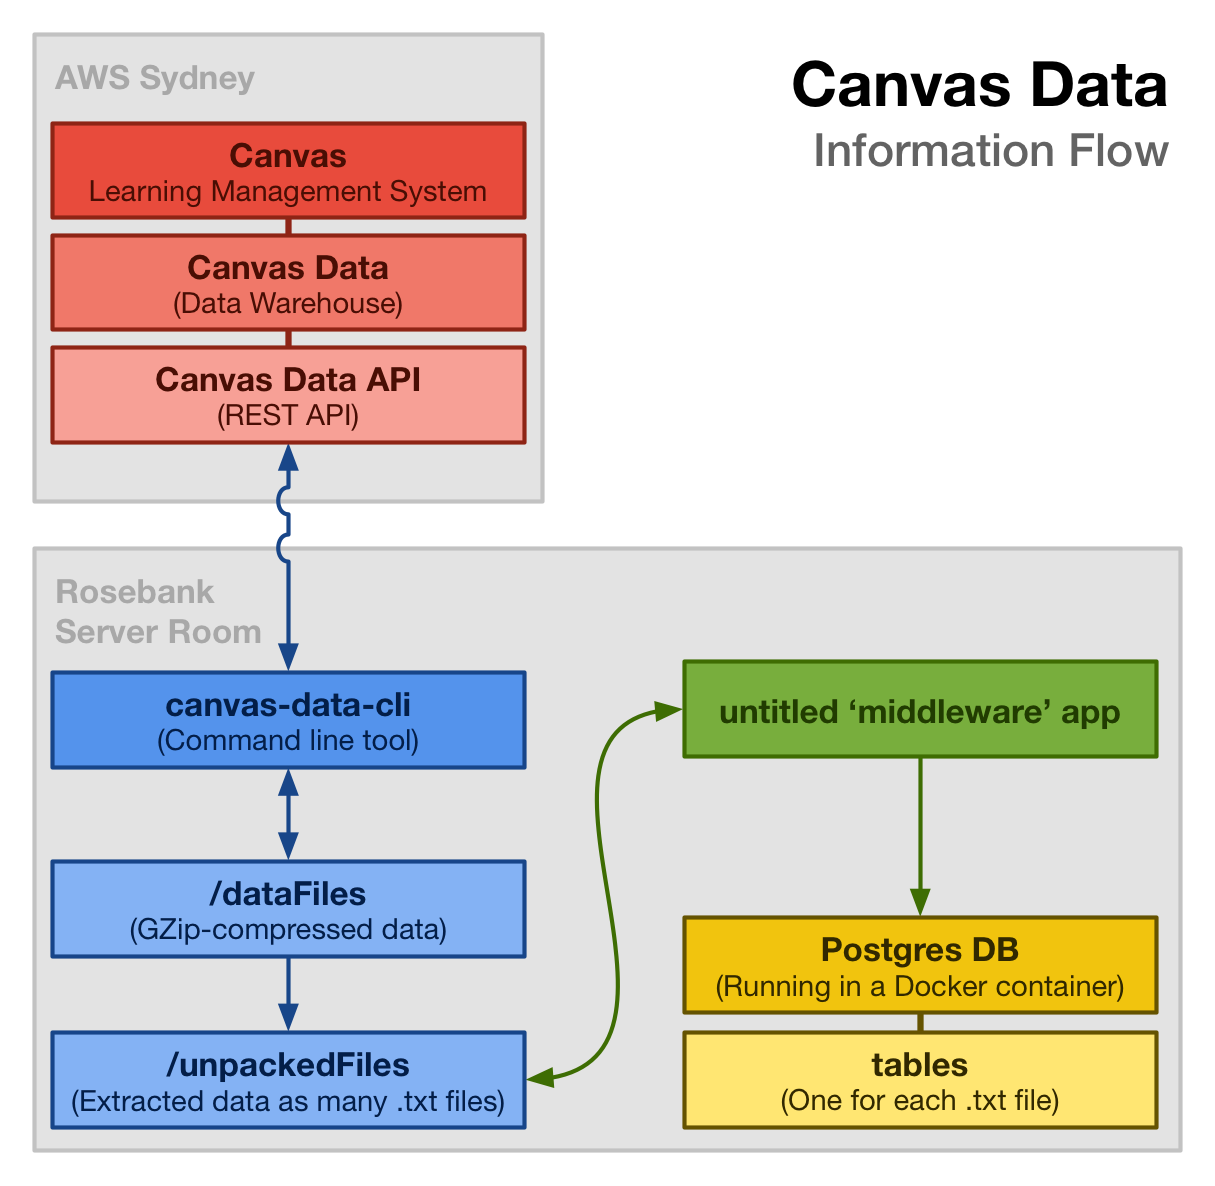 Canvas Data
Information Flow
AWS Sydney
Canvas
Learning Management System
Canvas Data
(Data Warehouse)
Canvas Data API
(REST API)
Rosebank
Server Room
canvas-data-cli
(Command line tool)
/dataFiles
(GZip-compressed data)
/unpackedFiles
(Extracted data as many .txt files)
untitled ‘middleware’ app
Postgres DB
(Running in a Docker container)
tables
(One for each .txt file)